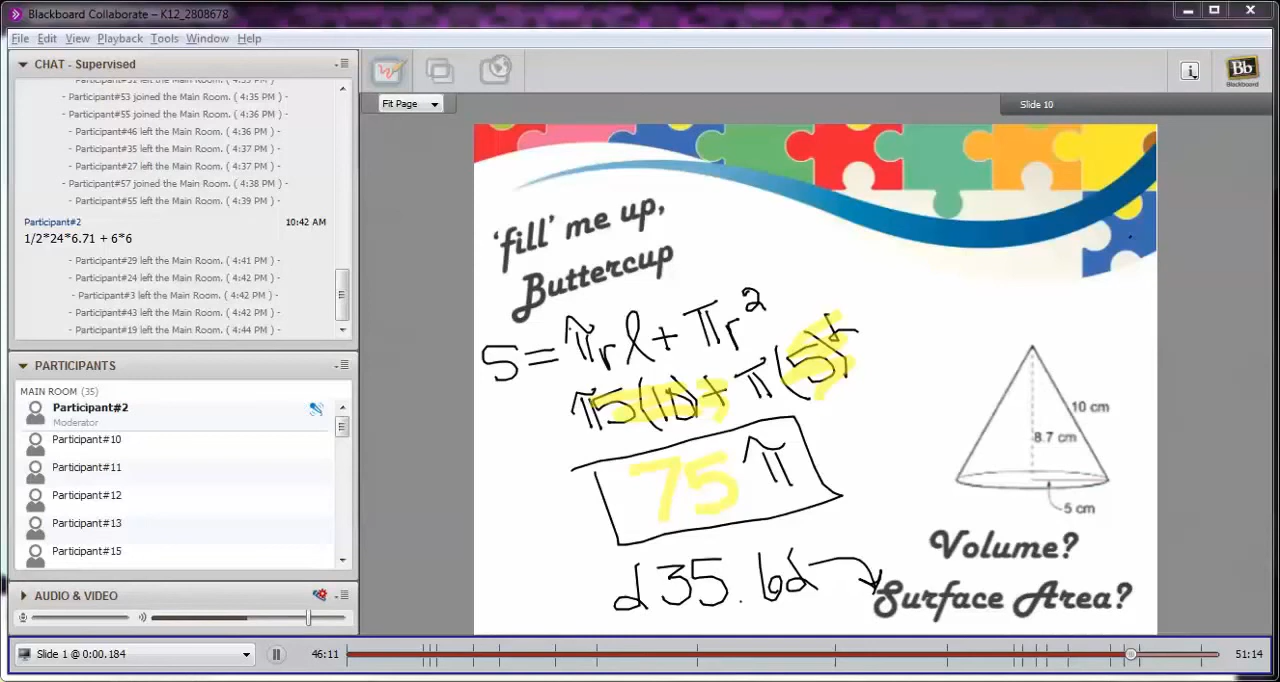 Blackboard Collaborate – K12_2808678
File Edit View Playback Tools Window Help
CHAT - Supervised
- Participant#53 joined the Main Room. ( 4:35 PM ) -
- Participant#55 joined the Main Room. ( 4:36 PM ) -
- Participant#46 left the Main Room. ( 4:36 PM ) -
- Participant#35 left the Main Room. ( 4:37 PM ) -
- Participant#27 left the Main Room. ( 4:37 PM ) -
- Participant#57 joined the Main Room. ( 4:38 PM ) -
- Participant#55 left the Main Room. ( 4:39 PM ) -
Participant#2 10:42 AM
1/2*24*6.71 + 6*6
- Participant#29 left the Main Room. ( 4:41 PM ) -
- Participant#24 left the Main Room. ( 4:42 PM ) -
- Participant#3 left the Main Room. ( 4:42 PM ) -
- Participant#43 left the Main Room. ( 4:42 PM ) -
- Participant#19 left the Main Room. ( 4:44 PM ) -
PARTICIPANTS
MAIN ROOM (35)
Participant#2
Moderator
Participant#10
Participant#11
Participant#12
Participant#13
Participant#15
AUDIO & VIDEO
Slide 1 @ 0:00.184
46:11
51:14
Fit Page
Slide 10
Bb
Blackboard
'fill' me up,
Buttercup
S = πrl + πr²
π5(10) + π(5)²
75 π
235.62
10 cm
8.7 cm
5 cm
Volume?
Surface Area?